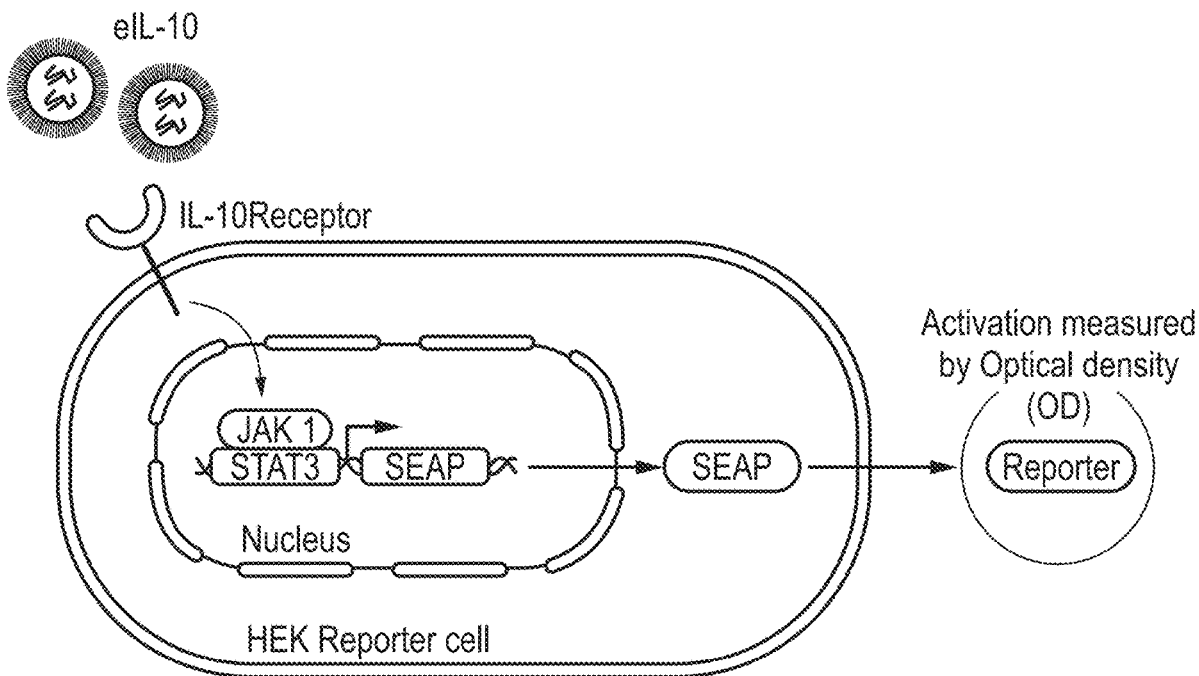 eIL-10
IL-10Receptor
Activation measured
by Optical density
(OD)
JAK 1
STAT3
SEAP
SEAP
Reporter
Nucleus
HEK Reporter cell